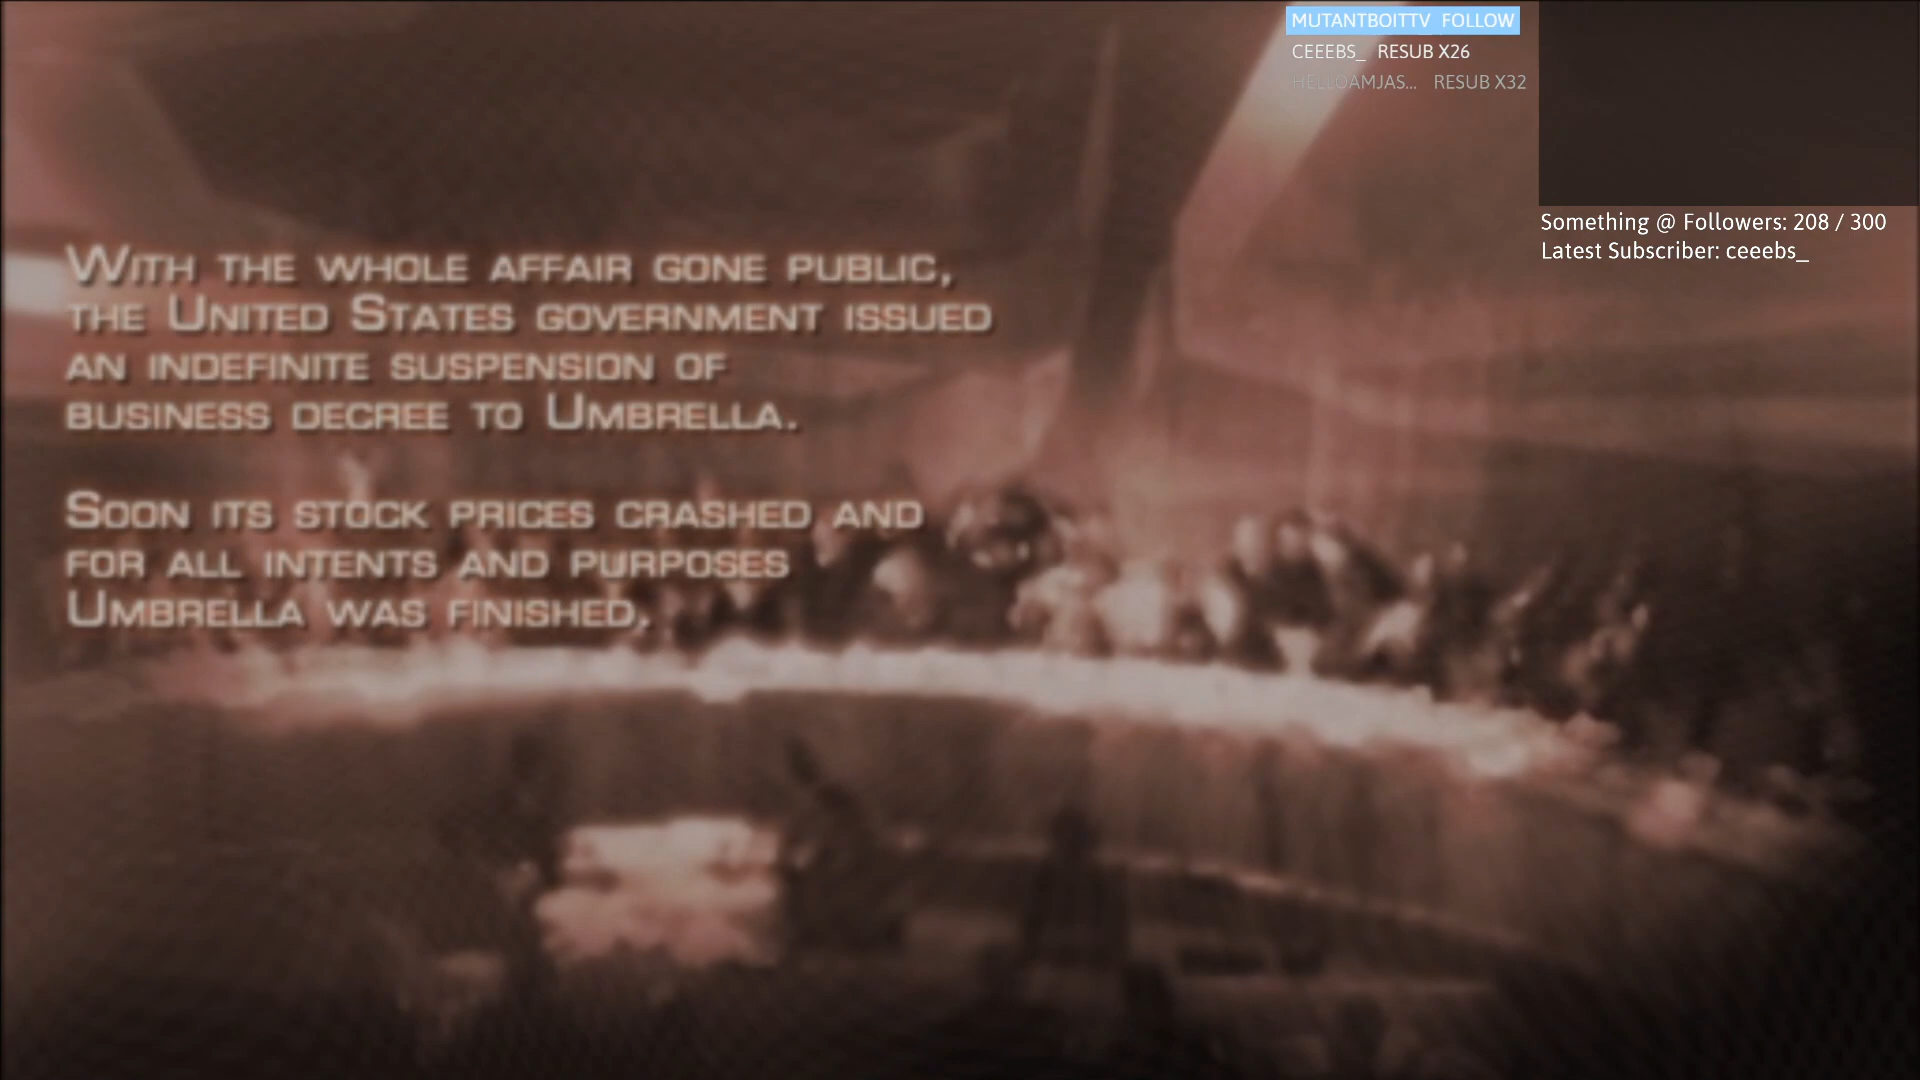 MUTANTBOITTV FOLLOW
CEEEBS_ RESUB X26
HELLOAMJAS... RESUB X32
Something @ Followers: 208 / 300
Latest Subscriber: ceeebs_
With the whole affair gone public,
the United States government issued
an indefinite suspension of
business decree to Umbrella.
Soon its stock prices crashed and
for all intents and purposes
Umbrella was finished.